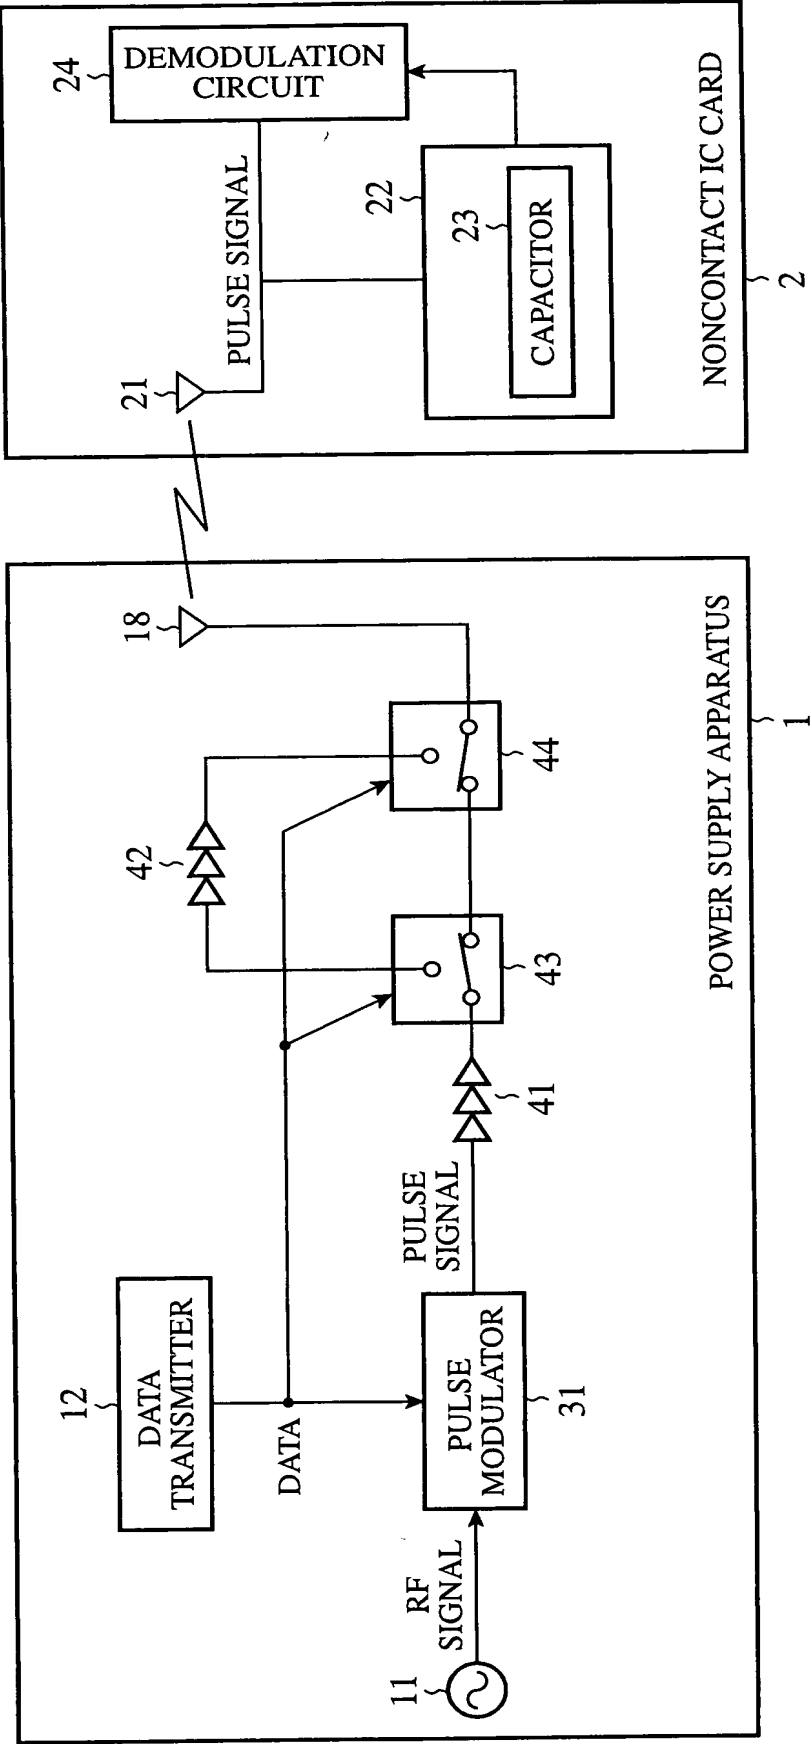 24
DEMODULATION
CIRCUIT
PULSE SIGNAL
22
23
CAPACITOR
21
NONCONTACT IC CARD
2
18
42
44
43
41
POWER SUPPLY APPARATUS
1
12
DATA
TRANSMITTER
DATA
PULSE
SIGNAL
PULSE
MODULATOR
31
RF
SIGNAL
11